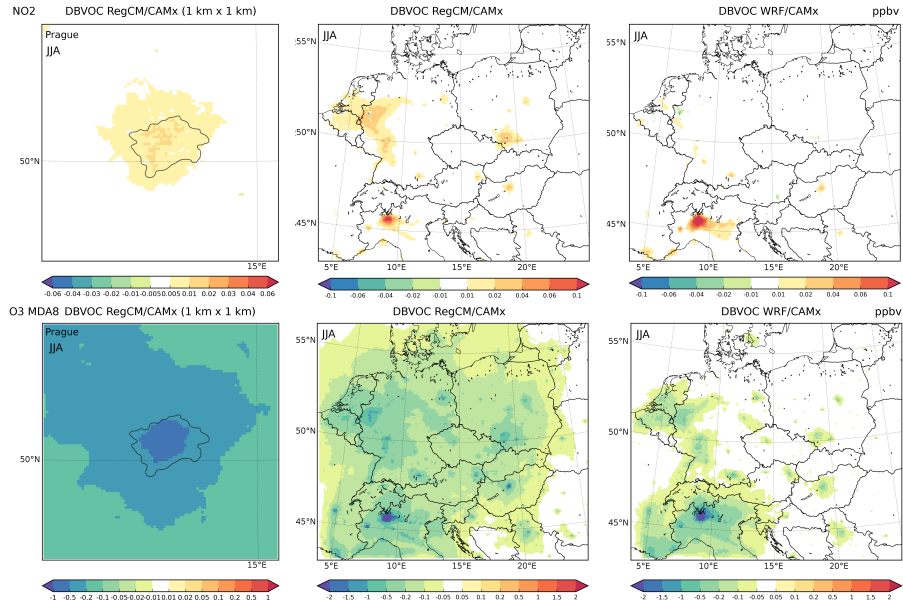 NO2 DBVOC RegCM/CAMx (1 km x 1 km) DBVOC RegCM/CAMx DBVOC WRF/CAMx ppbv
Prague
JJA JJA JJA
55°N 55°N
50°N 50°N 50°N
45°N 45°N
15°E 5°E 10°E 15°E 20°E 5°E 10°E 15°E 20°E
-0.06 -0.04 -0.03 -0.02 -0.01 -0.005 0.005 0.01 0.02 0.03 0.04 0.06 -0.1 -0.06 -0.04 -0.02 -0.01 0.01 0.02 0.04 0.06 0.1 -0.1 -0.06 -0.04 -0.02 -0.01 0.01 0.02 0.04 0.06 0.1
O3 MDA8 DBVOC RegCM/CAMx (1 km x 1 km) DBVOC RegCM/CAMx DBVOC WRF/CAMx ppbv
Prague
JJA JJA JJA
55°N 55°N
50°N 50°N 50°N
45°N 45°N
15°E 5°E 10°E 15°E 20°E 5°E 10°E 15°E 20°E
-1 -0.5 -0.2 -0.1 -0.05 -0.02 0.01 0.01 0.02 0.05 0.1 0.2 0.5 1 -2 -1.5 -1 -0.5 -0.2 -0.1 -0.05 0.05 0.1 0.2 0.5 1 1.5 2 -2 -1.5 -1 -0.5 -0.2 -0.1 -0.05 0.05 0.1 0.2 0.5 1 1.5 2